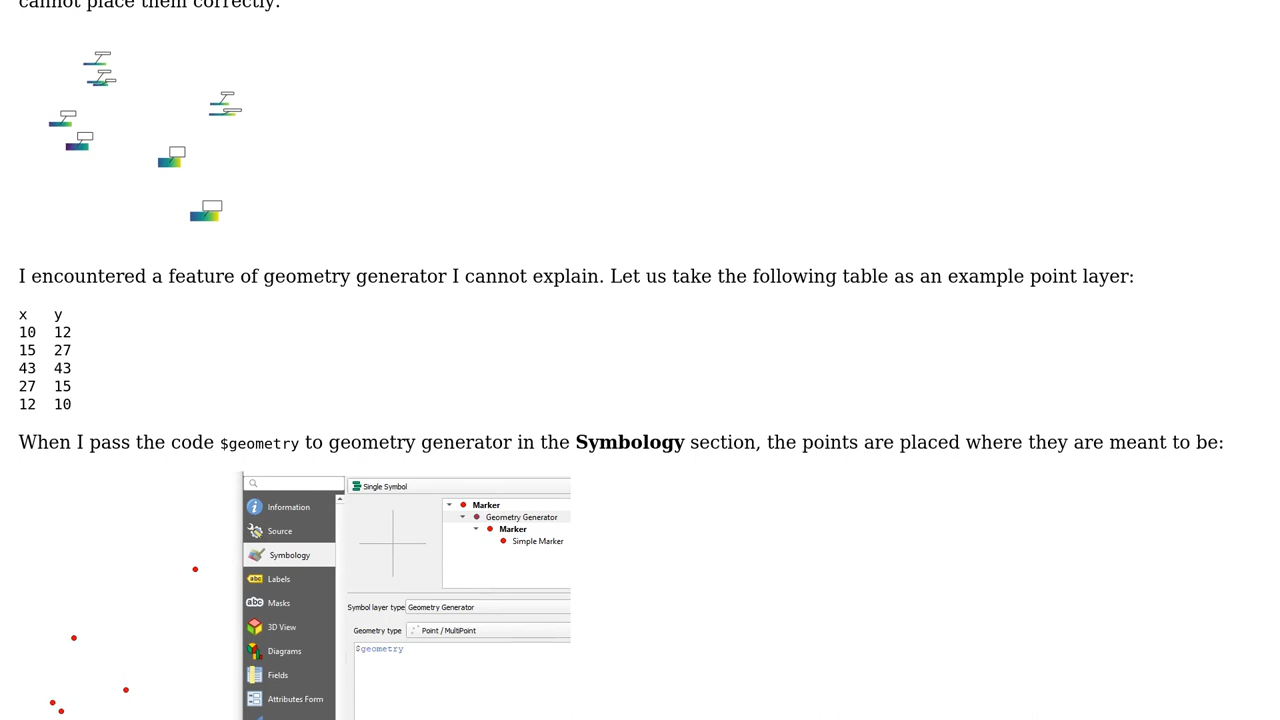 cannot place them correctly:
I encountered a feature of geometry generator I cannot explain. Let us take the following table as an example point layer:
x y
10 12
15 27
43 43
27 15
12 10
When I pass the code $geometry to geometry generator in the Symbology section, the points are placed where they are meant to be:
Single Symbol
Information
Source
Symbology
Labels
Masks
3D View
Diagrams
Fields
Attributes Form
Marker
Geometry Generator
Marker
Simple Marker
Symbol layer type Geometry Generator
Geometry type Point / MultiPoint
$geometry